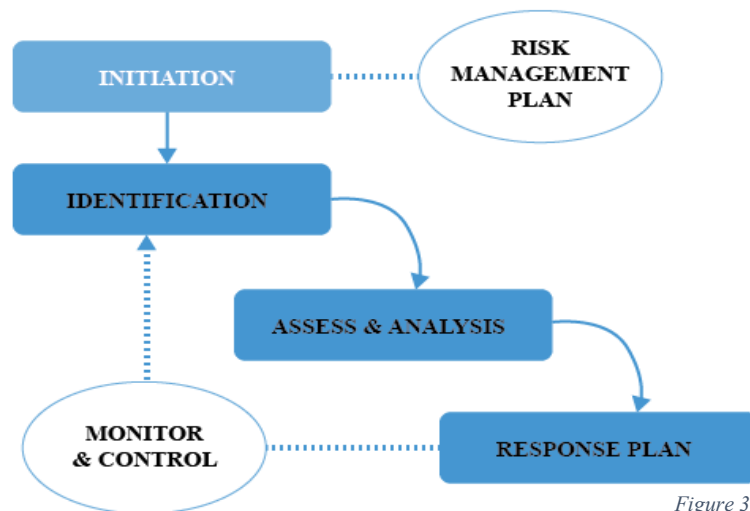 INITIATION
RISK
MANAGEMENT
PLAN
IDENTIFICATION
ASSESS & ANALYSIS
MONITOR
& CONTROL
RESPONSE PLAN
Figure 3